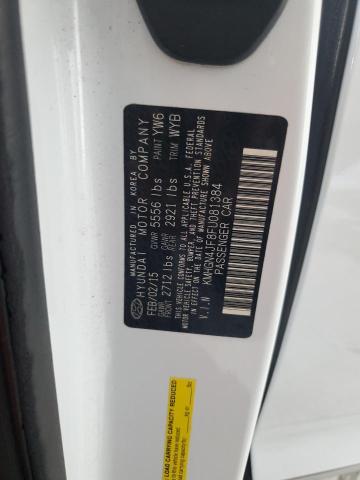 MFD. IN KOREA BY
HYUNDAI MOTOR COMPANY
FEB/02/15 GVWR 5556 lbs PAINT YW6
GAWR FRONT 2712 lbs GAWR REAR 2921 lbs TRIM WYB
THIS VEHICLE CONFORMS TO ALL APPLICABLE U.S.A. FEDERAL
MOTOR VEHICLE SAFETY, BUMPER, AND THEFT PREVENTION STANDARDS
IN EFFECT ON THE DATE OF MANUFACTURE SHOWN ABOVE
V.I.N KMHGN4JF8FU081384
PASSENGER CAR
LOAD CARRYING CAPACITY REDUCED